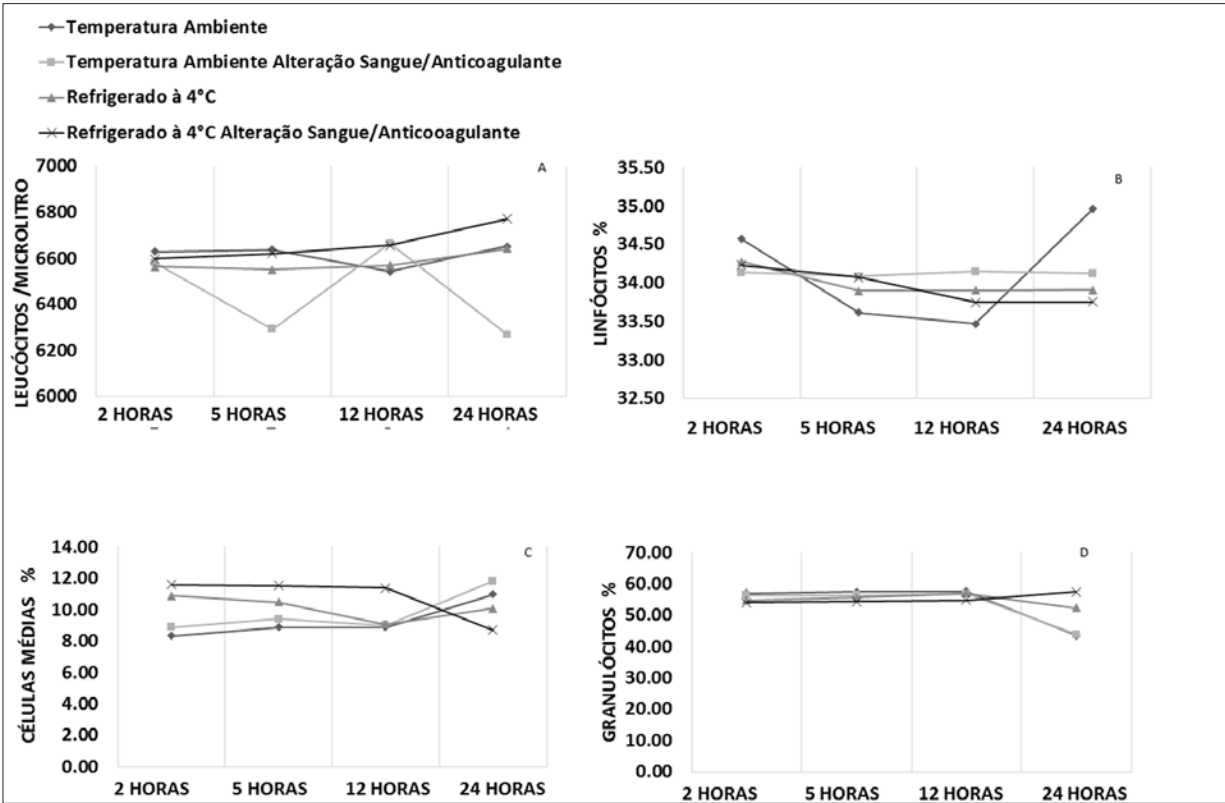 Temperatura Ambiente
Temperatura Ambiente Alteração Sangue/Anticoagulante
Refrigerado à 4°C
Refrigerado à 4°C Alteração Sangue/Anticooagulante
A
LEUCÓCITOS /MICROLITRO
7000
6800
6600
6400
6200
6000
2 HORAS 5 HORAS 12 HORAS 24 HORAS
B
LINFÓCITOS %
35.50
35.00
34.50
34.00
33.50
33.00
32.50
2 HORAS 5 HORAS 12 HORAS 24 HORAS
C
CÉLULAS MÉDIAS %
14.00
12.00
10.00
8.00
6.00
4.00
2.00
0.00
2 HORAS 5 HORAS 12 HORAS 24 HORAS
D
GRANULÓCITOS %
70.00
60.00
50.00
40.00
30.00
20.00
10.00
0.00
2 HORAS 5 HORAS 12 HORAS 24 HORAS